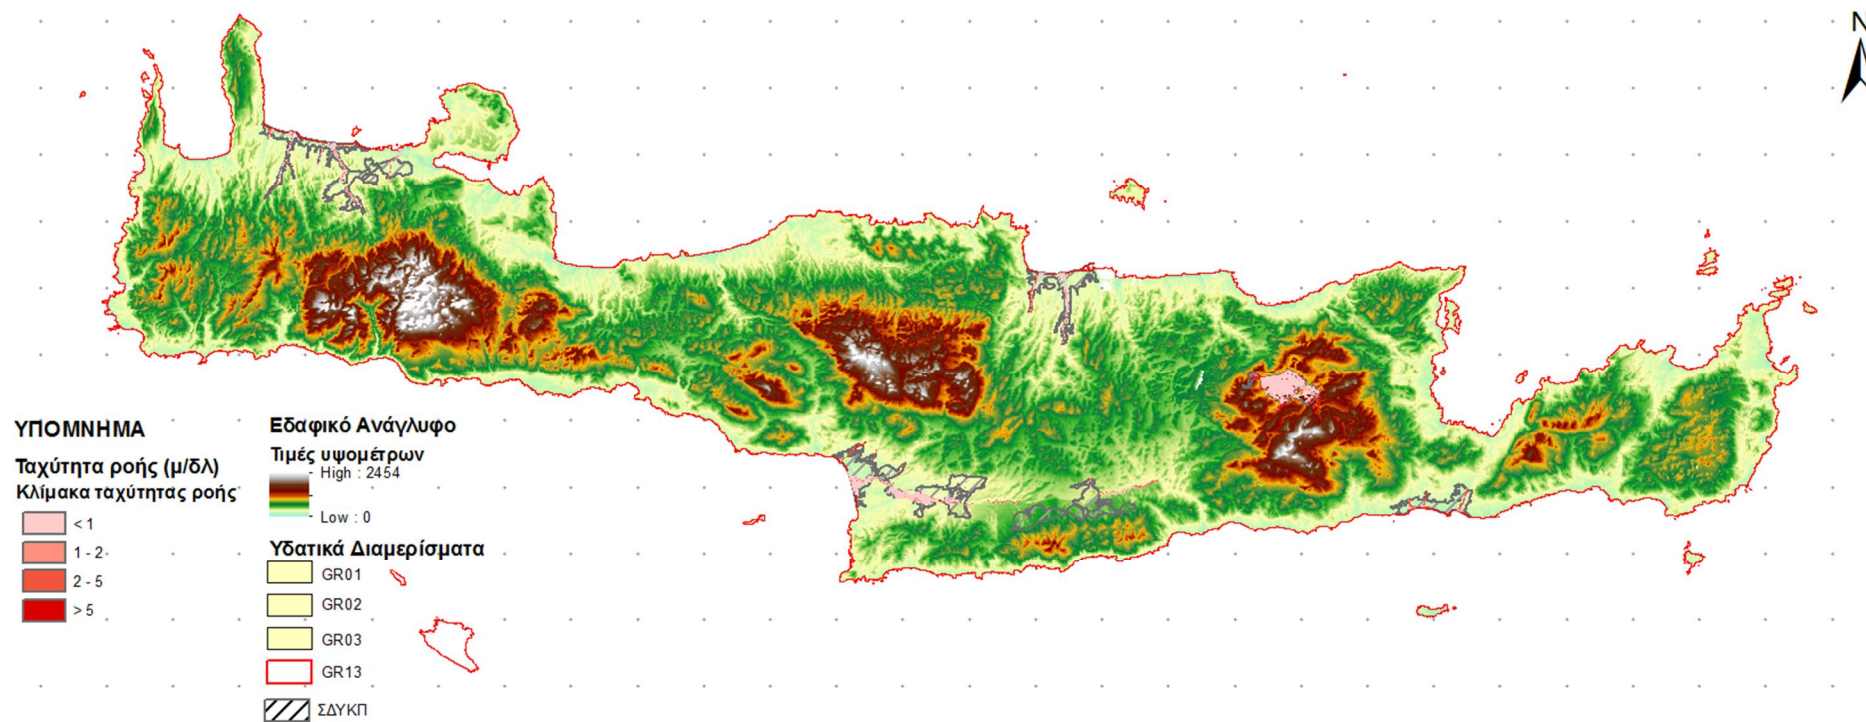 N
ΥΠΟΜΝΗΜΑ
Ταχύτητα ροής (μ/δλ)
Κλίμακα ταχύτητας ροής
< 1
1 - 2
2 - 5
> 5
Εδαφικό Ανάγλυφο
Τιμές υψομέτρων
High : 2454
Low : 0
Υδατικά Διαμερίσματα
GR01
GR02
GR03
GR13
ΣΔΥΚΠ